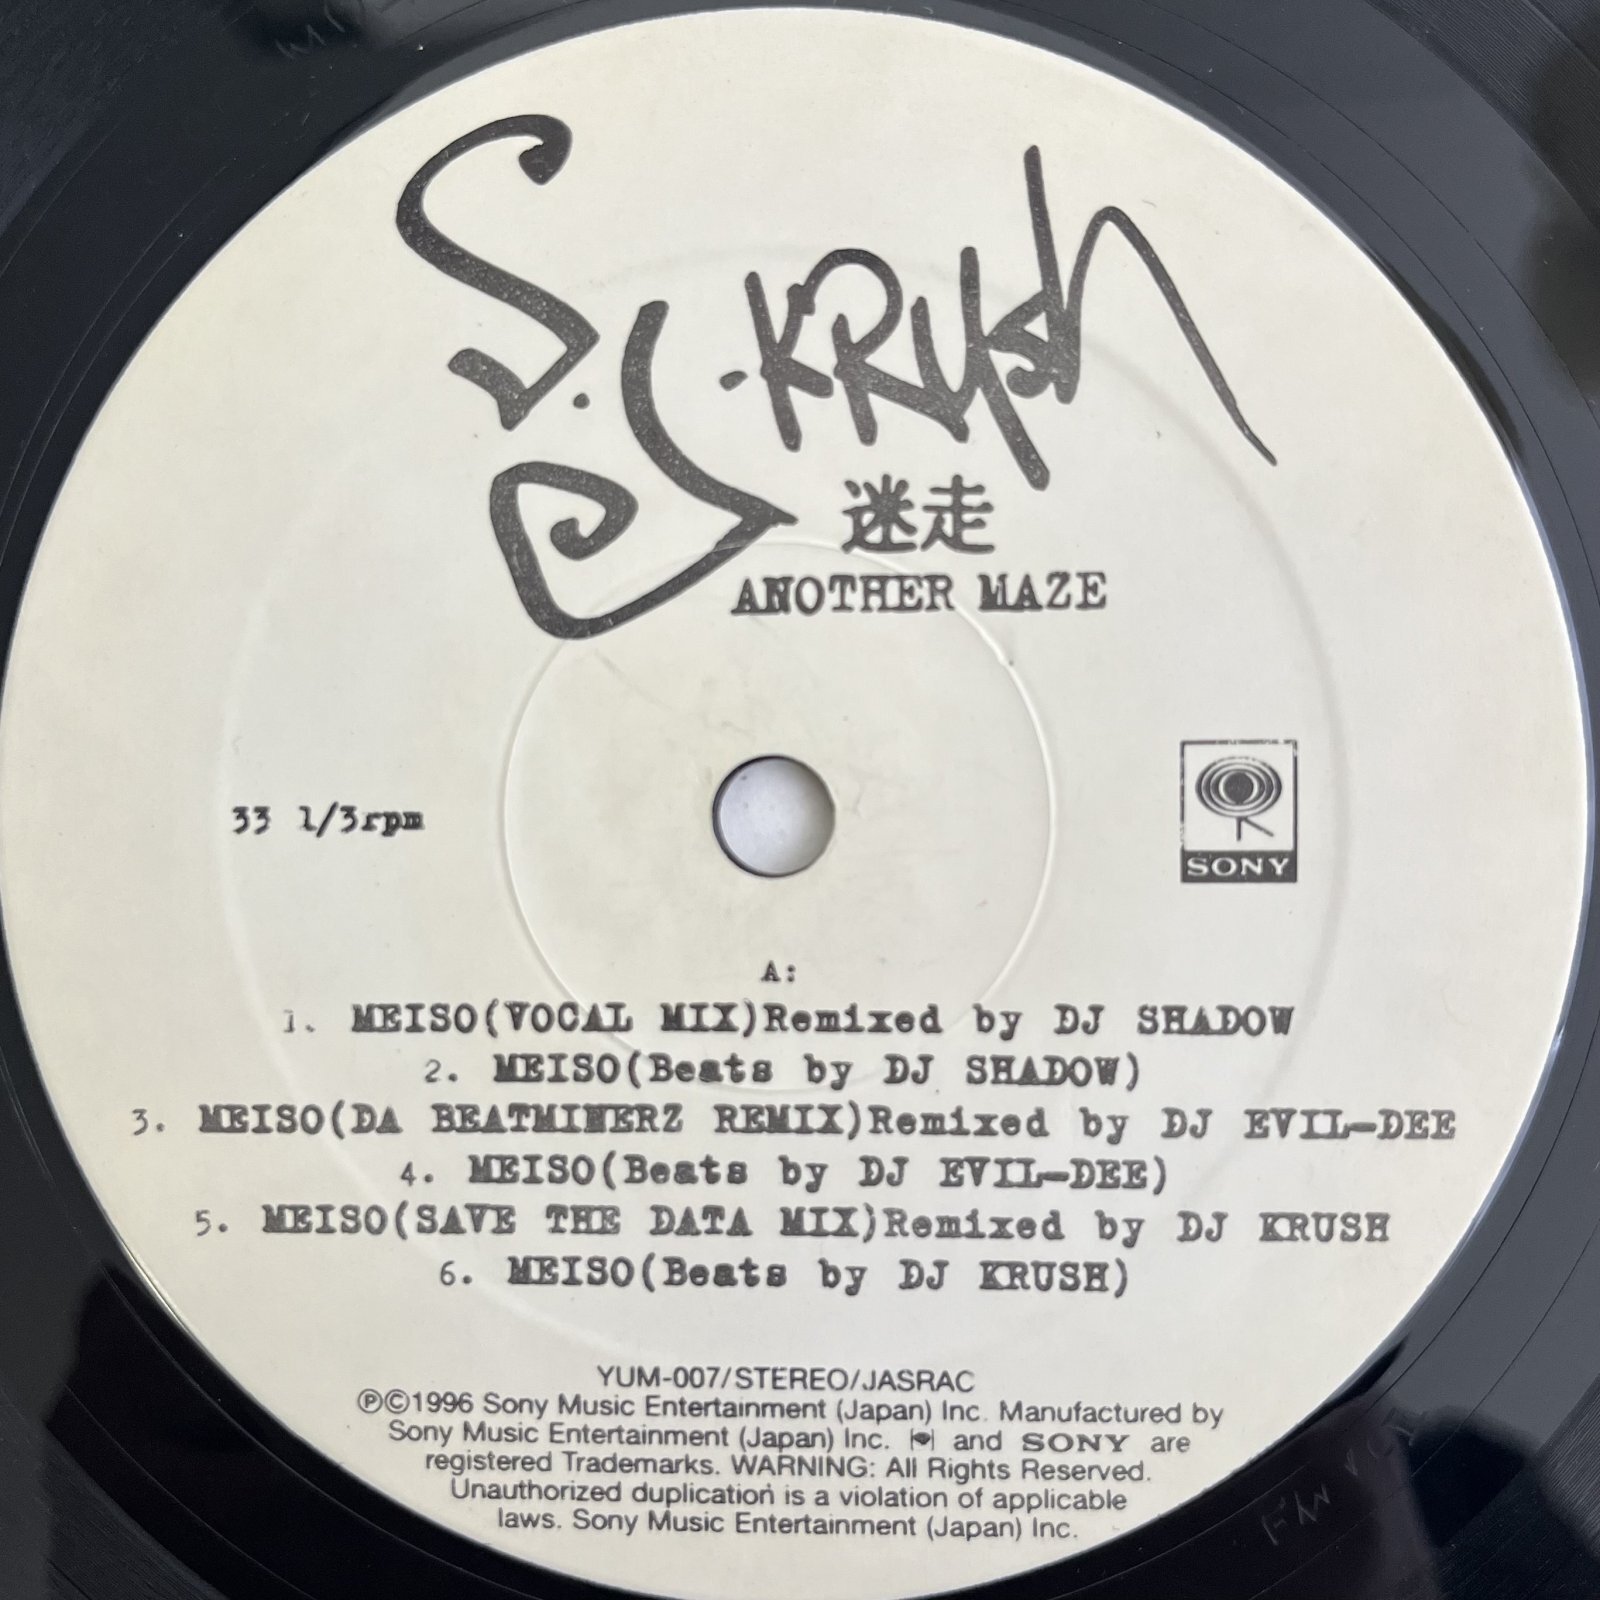 D.J.KRUSH
迷走
ANOTHER MAZE
33 1/3rpm
SONY
A:
1. MEISO(VOCAL MIX)Remixed by DJ SHADOW
2. MEISO(Beats by DJ SHADOW)
3. MEISO(DA BEATMINERZ REMIX)Remixed by DJ EVIL-DEE
4. MEISO(Beats by DJ EVIL-DEE)
5. MEISO(SAVE THE DATA MIX)Remixed by DJ KRUSH
6. MEISO(Beats by DJ KRUSH)
YUM-007/STEREO/JASRAC
ⓅⒸ1996 Sony Music Entertainment (Japan) Inc. Manufactured by
Sony Music Entertainment (Japan) Inc. and SONY are
registered Trademarks. WARNING: All Rights Reserved.
Unauthorized duplication is a violation of applicable
laws. Sony Music Entertainment (Japan) Inc.